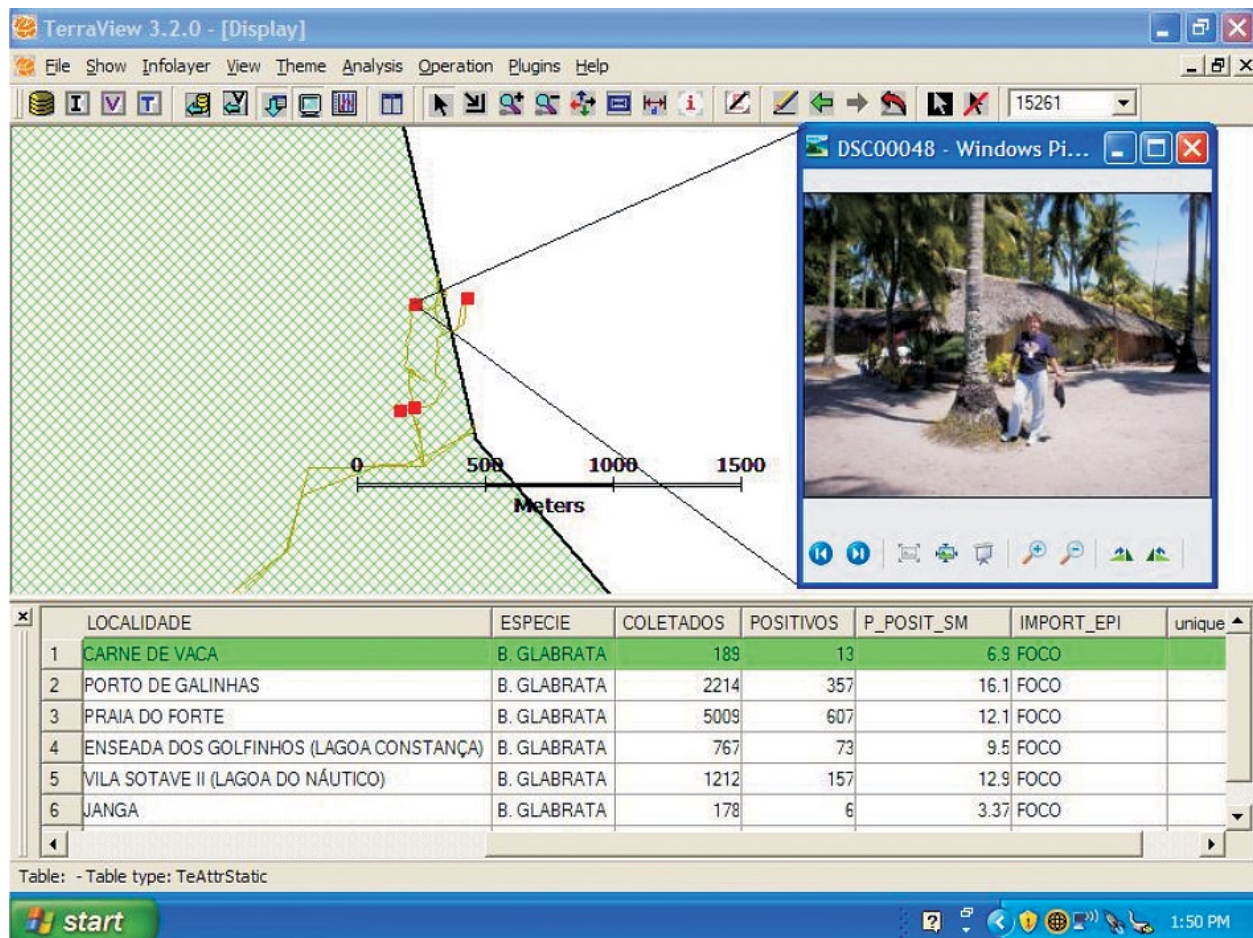 TerraView 3.2.0 - [Display]
File Show Infolayer View Theme Analysis Operation Plugins Help
15261
DSC00048 - Windows Pi...
0 500 1000 1500
Meters
LOCALIDADE ESPECIE COLETADOS POSITIVOS P_POSIT_SM IMPORT_EPI unique
1 CARNE DE VACA B. GLABRATA 189 13 6.9 FOCO
2 PORTO DE GALINHAS B. GLABRATA 2214 357 16.1 FOCO
3 PRAIA DO FORTE B. GLABRATA 5009 607 12.1 FOCO
4 ENSEADA DOS GOLFINHOS (LAGOA CONSTANÇA) B. GLABRATA 767 73 9.5 FOCO
5 VILA SOTAVE II (LAGOA DO NÁUTICO) B. GLABRATA 1212 157 12.9 FOCO
6 JANGA B. GLABRATA 178 6 3.37 FOCO
Table: - Table type: TeAttrStatic
start 1:50 PM